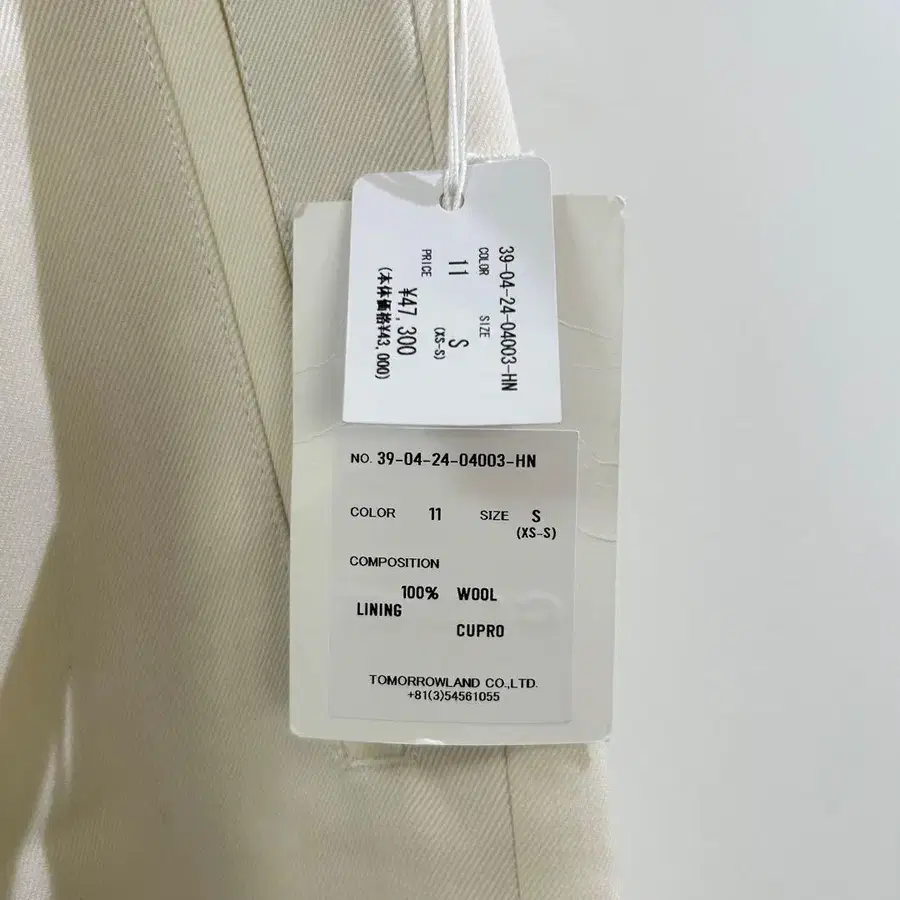 39-04-24-04003-HN
COLOR SIZE
11 S
(XS-S)
PRICE
¥47,300
(本体価格¥43,000)
NO. 39-04-24-04003-HN
COLOR 11 SIZE S
(XS-S)
COMPOSITION
100% WOOL
LINING
CUPRO
TOMORROWLAND CO.,LTD.
+81(3)54561055